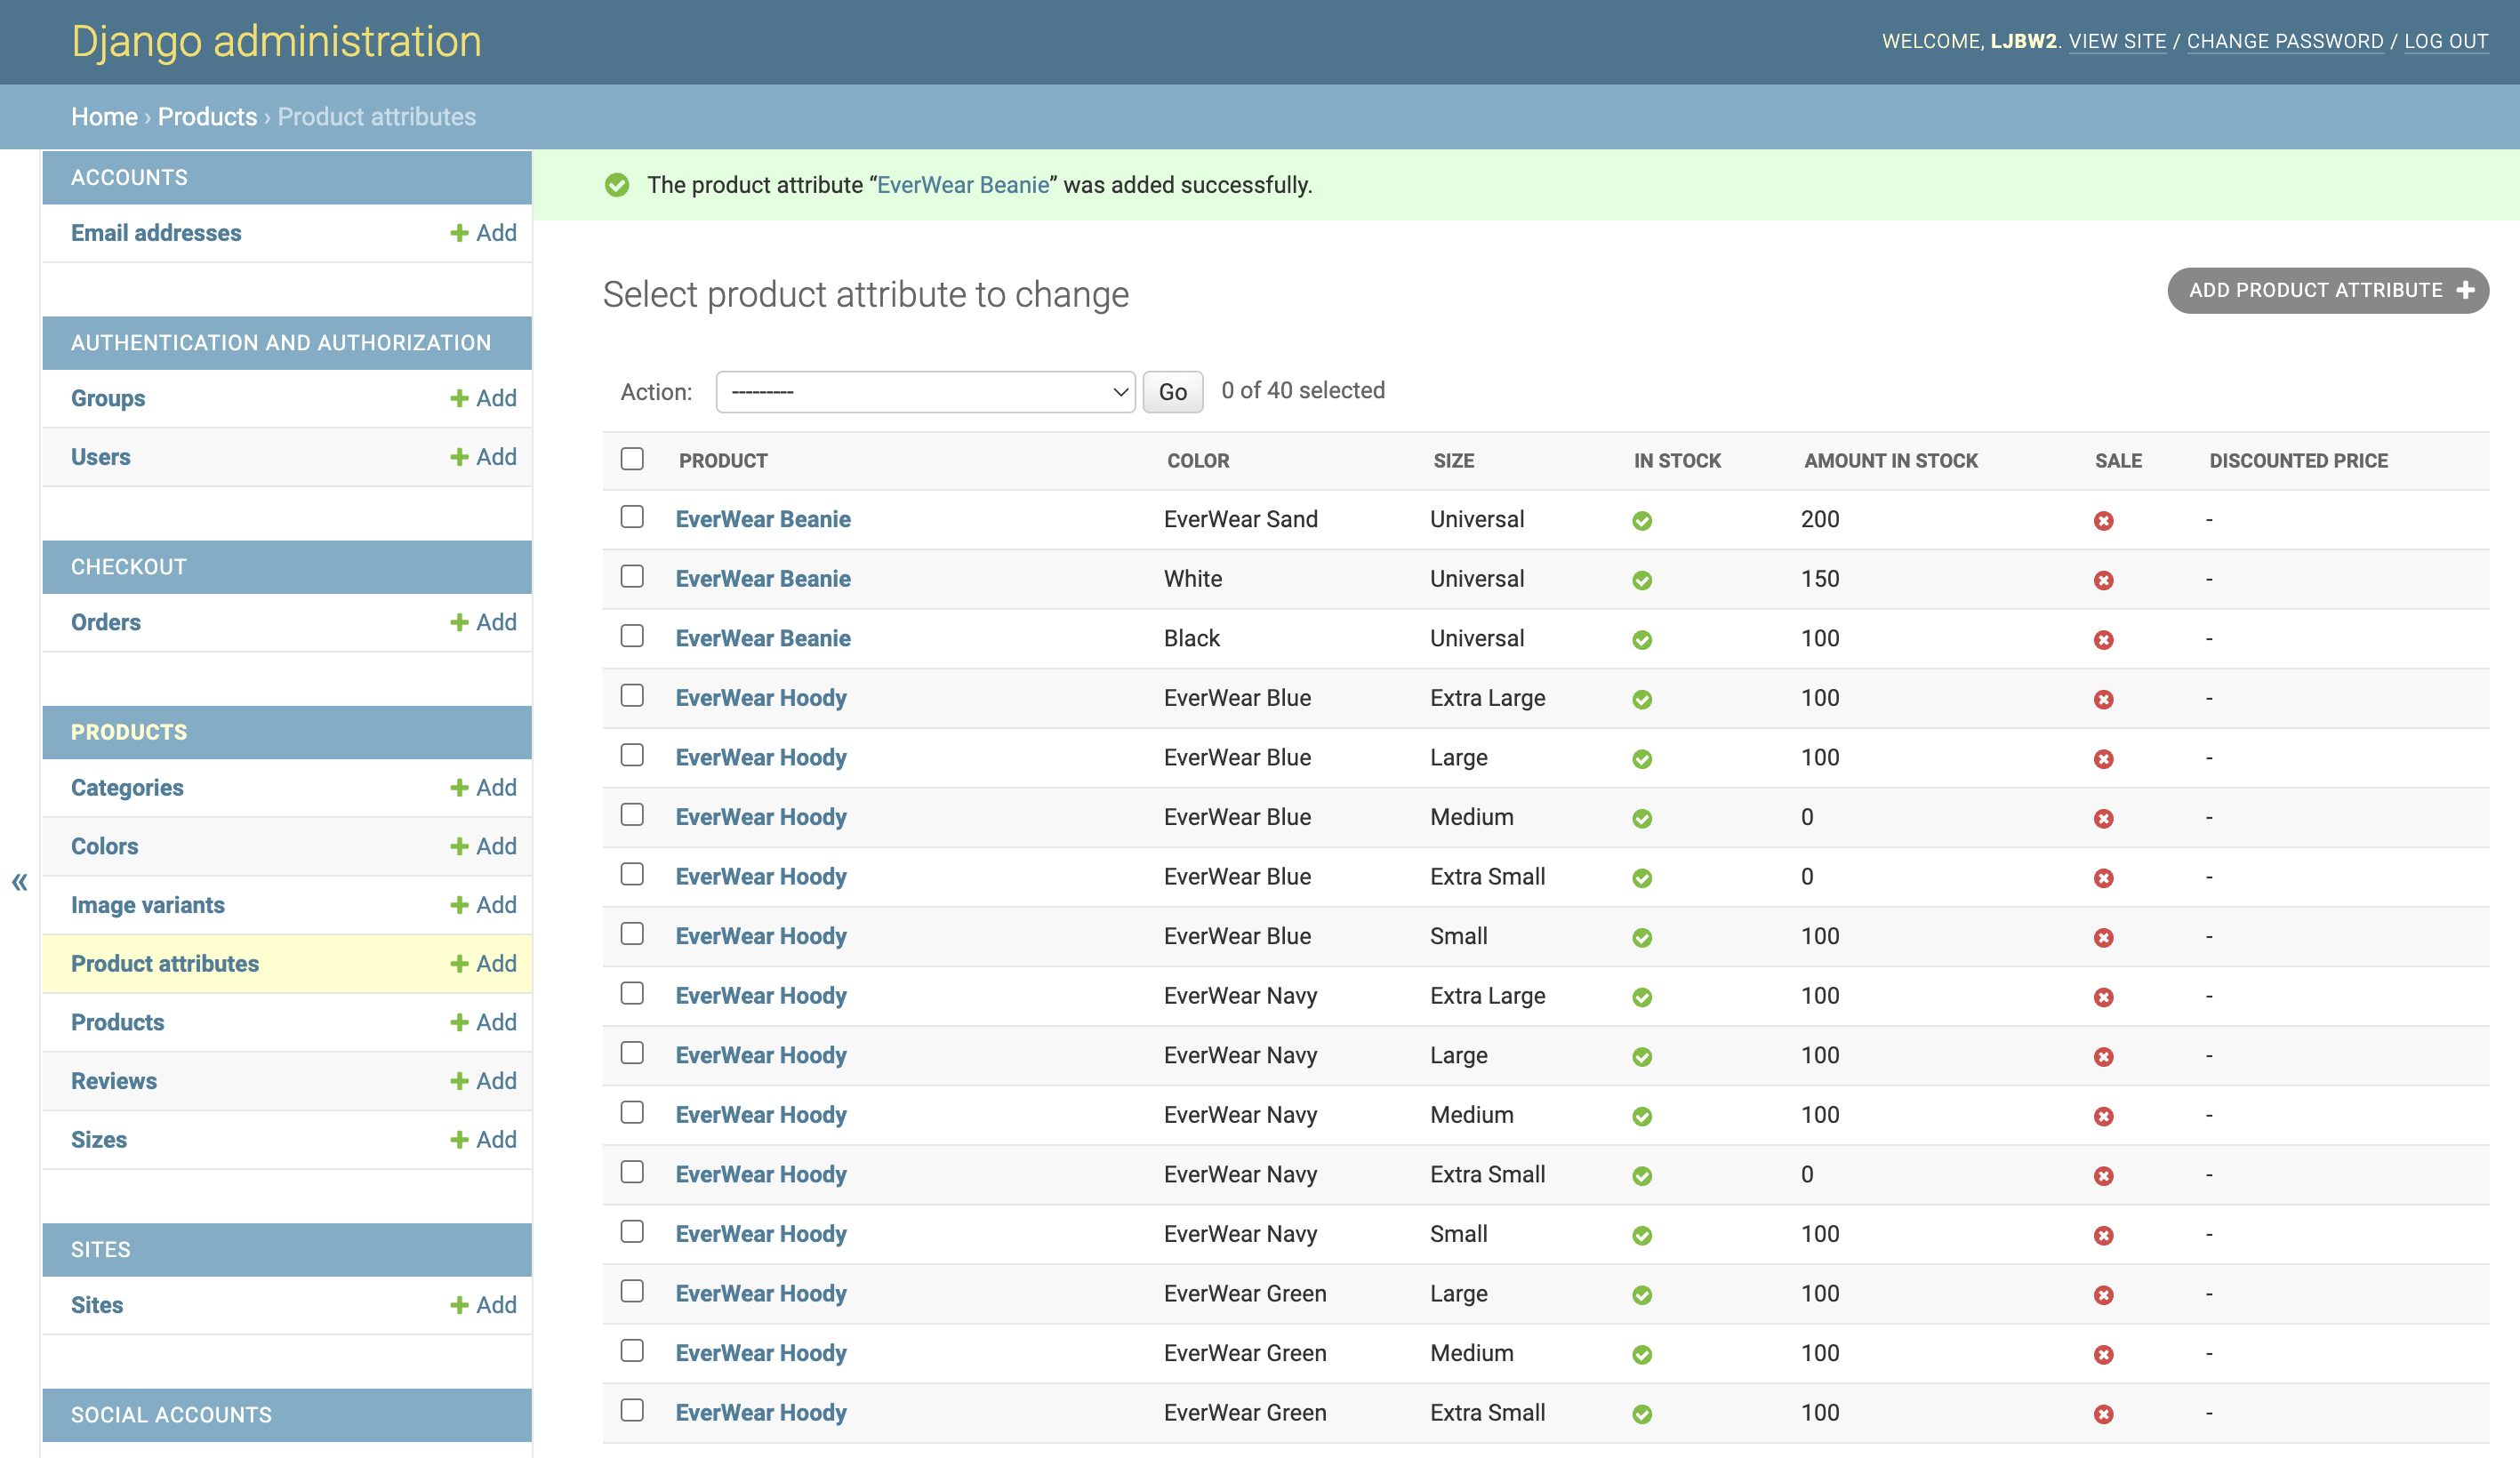 Django administration
WELCOME, LJBW2. VIEW SITE / CHANGE PASSWORD / LOG OUT
Home › Products › Product attributes
«
ACCOUNTS
Email addresses + Add
AUTHENTICATION AND AUTHORIZATION
Groups + Add
Users + Add
CHECKOUT
Orders + Add
PRODUCTS
Categories + Add
Colors + Add
Image variants + Add
Product attributes + Add
Products + Add
Reviews + Add
Sizes + Add
SITES
Sites + Add
SOCIAL ACCOUNTS
The product attribute “EverWear Beanie” was added successfully.
Select product attribute to change
ADD PRODUCT ATTRIBUTE +
Action: --------- Go 0 of 40 selected
PRODUCT COLOR SIZE IN STOCK AMOUNT IN STOCK SALE DISCOUNTED PRICE
EverWear Beanie EverWear Sand Universal 200 -
EverWear Beanie White Universal 150 -
EverWear Beanie Black Universal 100 -
EverWear Hoody EverWear Blue Extra Large 100 -
EverWear Hoody EverWear Blue Large 100 -
EverWear Hoody EverWear Blue Medium 0 -
EverWear Hoody EverWear Blue Extra Small 0 -
EverWear Hoody EverWear Blue Small 100 -
EverWear Hoody EverWear Navy Extra Large 100 -
EverWear Hoody EverWear Navy Large 100 -
EverWear Hoody EverWear Navy Medium 100 -
EverWear Hoody EverWear Navy Extra Small 0 -
EverWear Hoody EverWear Navy Small 100 -
EverWear Hoody EverWear Green Large 100 -
EverWear Hoody EverWear Green Medium 100 -
EverWear Hoody EverWear Green Extra Small 100 -